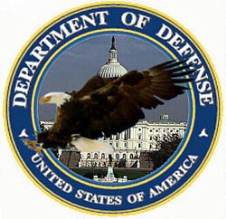 DEPARTMENT OF DEFENSE
UNITED STATES OF AMERICA